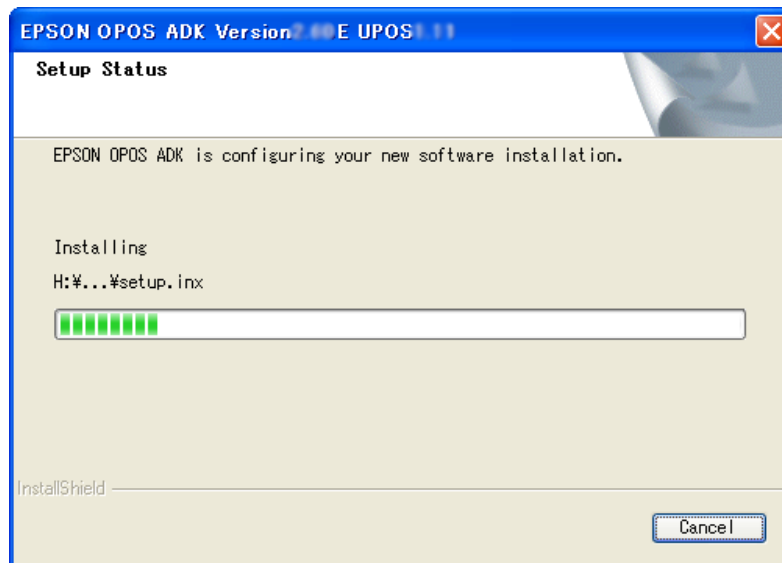 EPSON OPOS ADK Version E UPOS
Setup Status
EPSON OPOS ADK is configuring your new software installation.
Installing
H:¥...¥setup.inx
InstallShield
Cancel